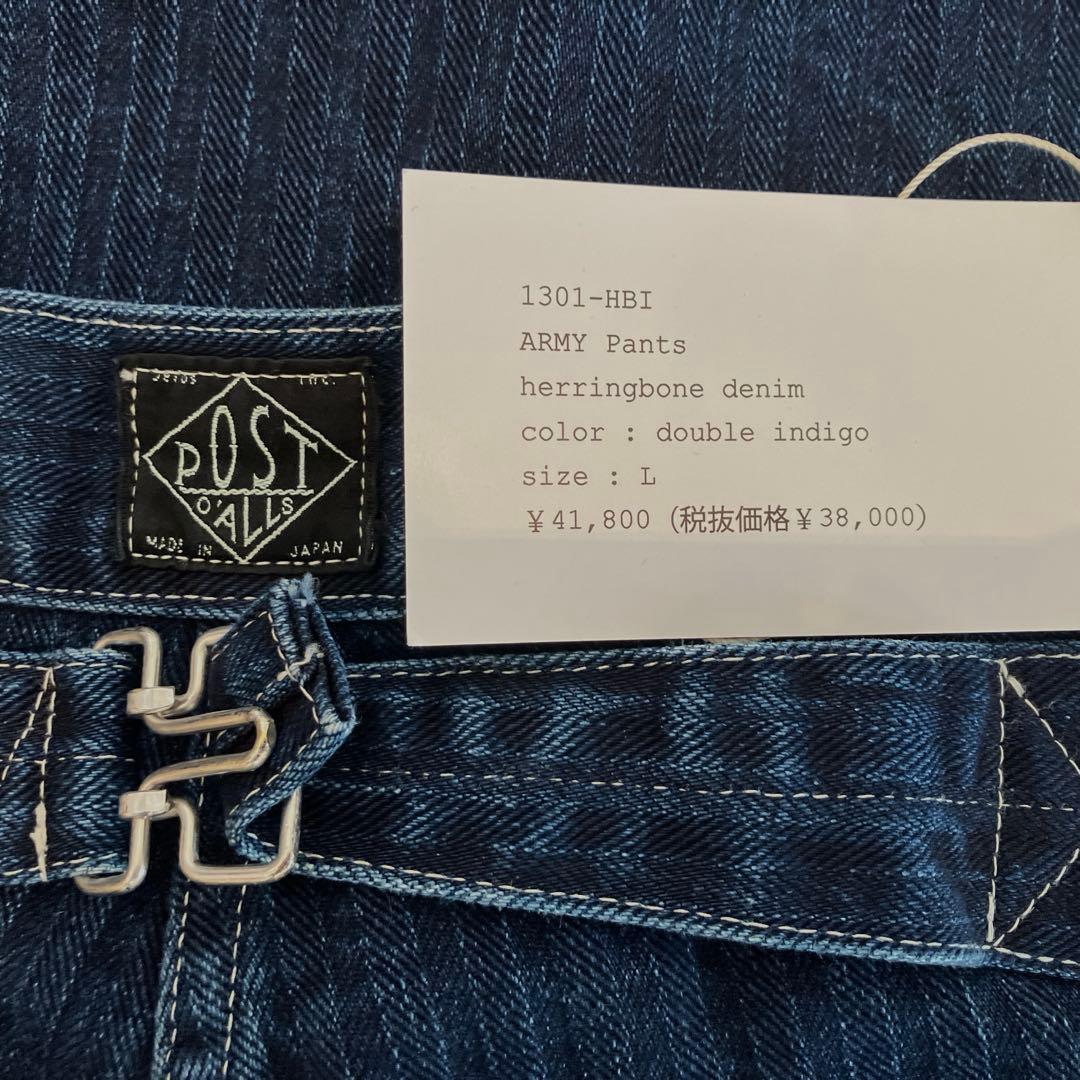 1301-HBI
ARMY Pants
herringbone denim
color : double indigo
size : L
¥41,800 (税抜価格¥38,000)
POST
O'ALLS
MADE IN JAPAN